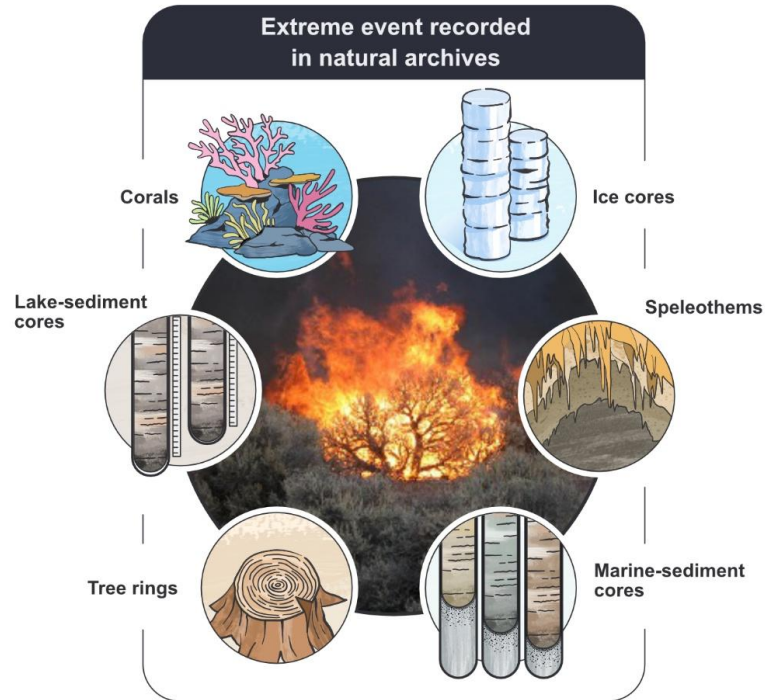 Extreme event recorded
in natural archives
Corals
Ice cores
Lake-sediment
cores
Speleothems
Tree rings
Marine-sediment
cores